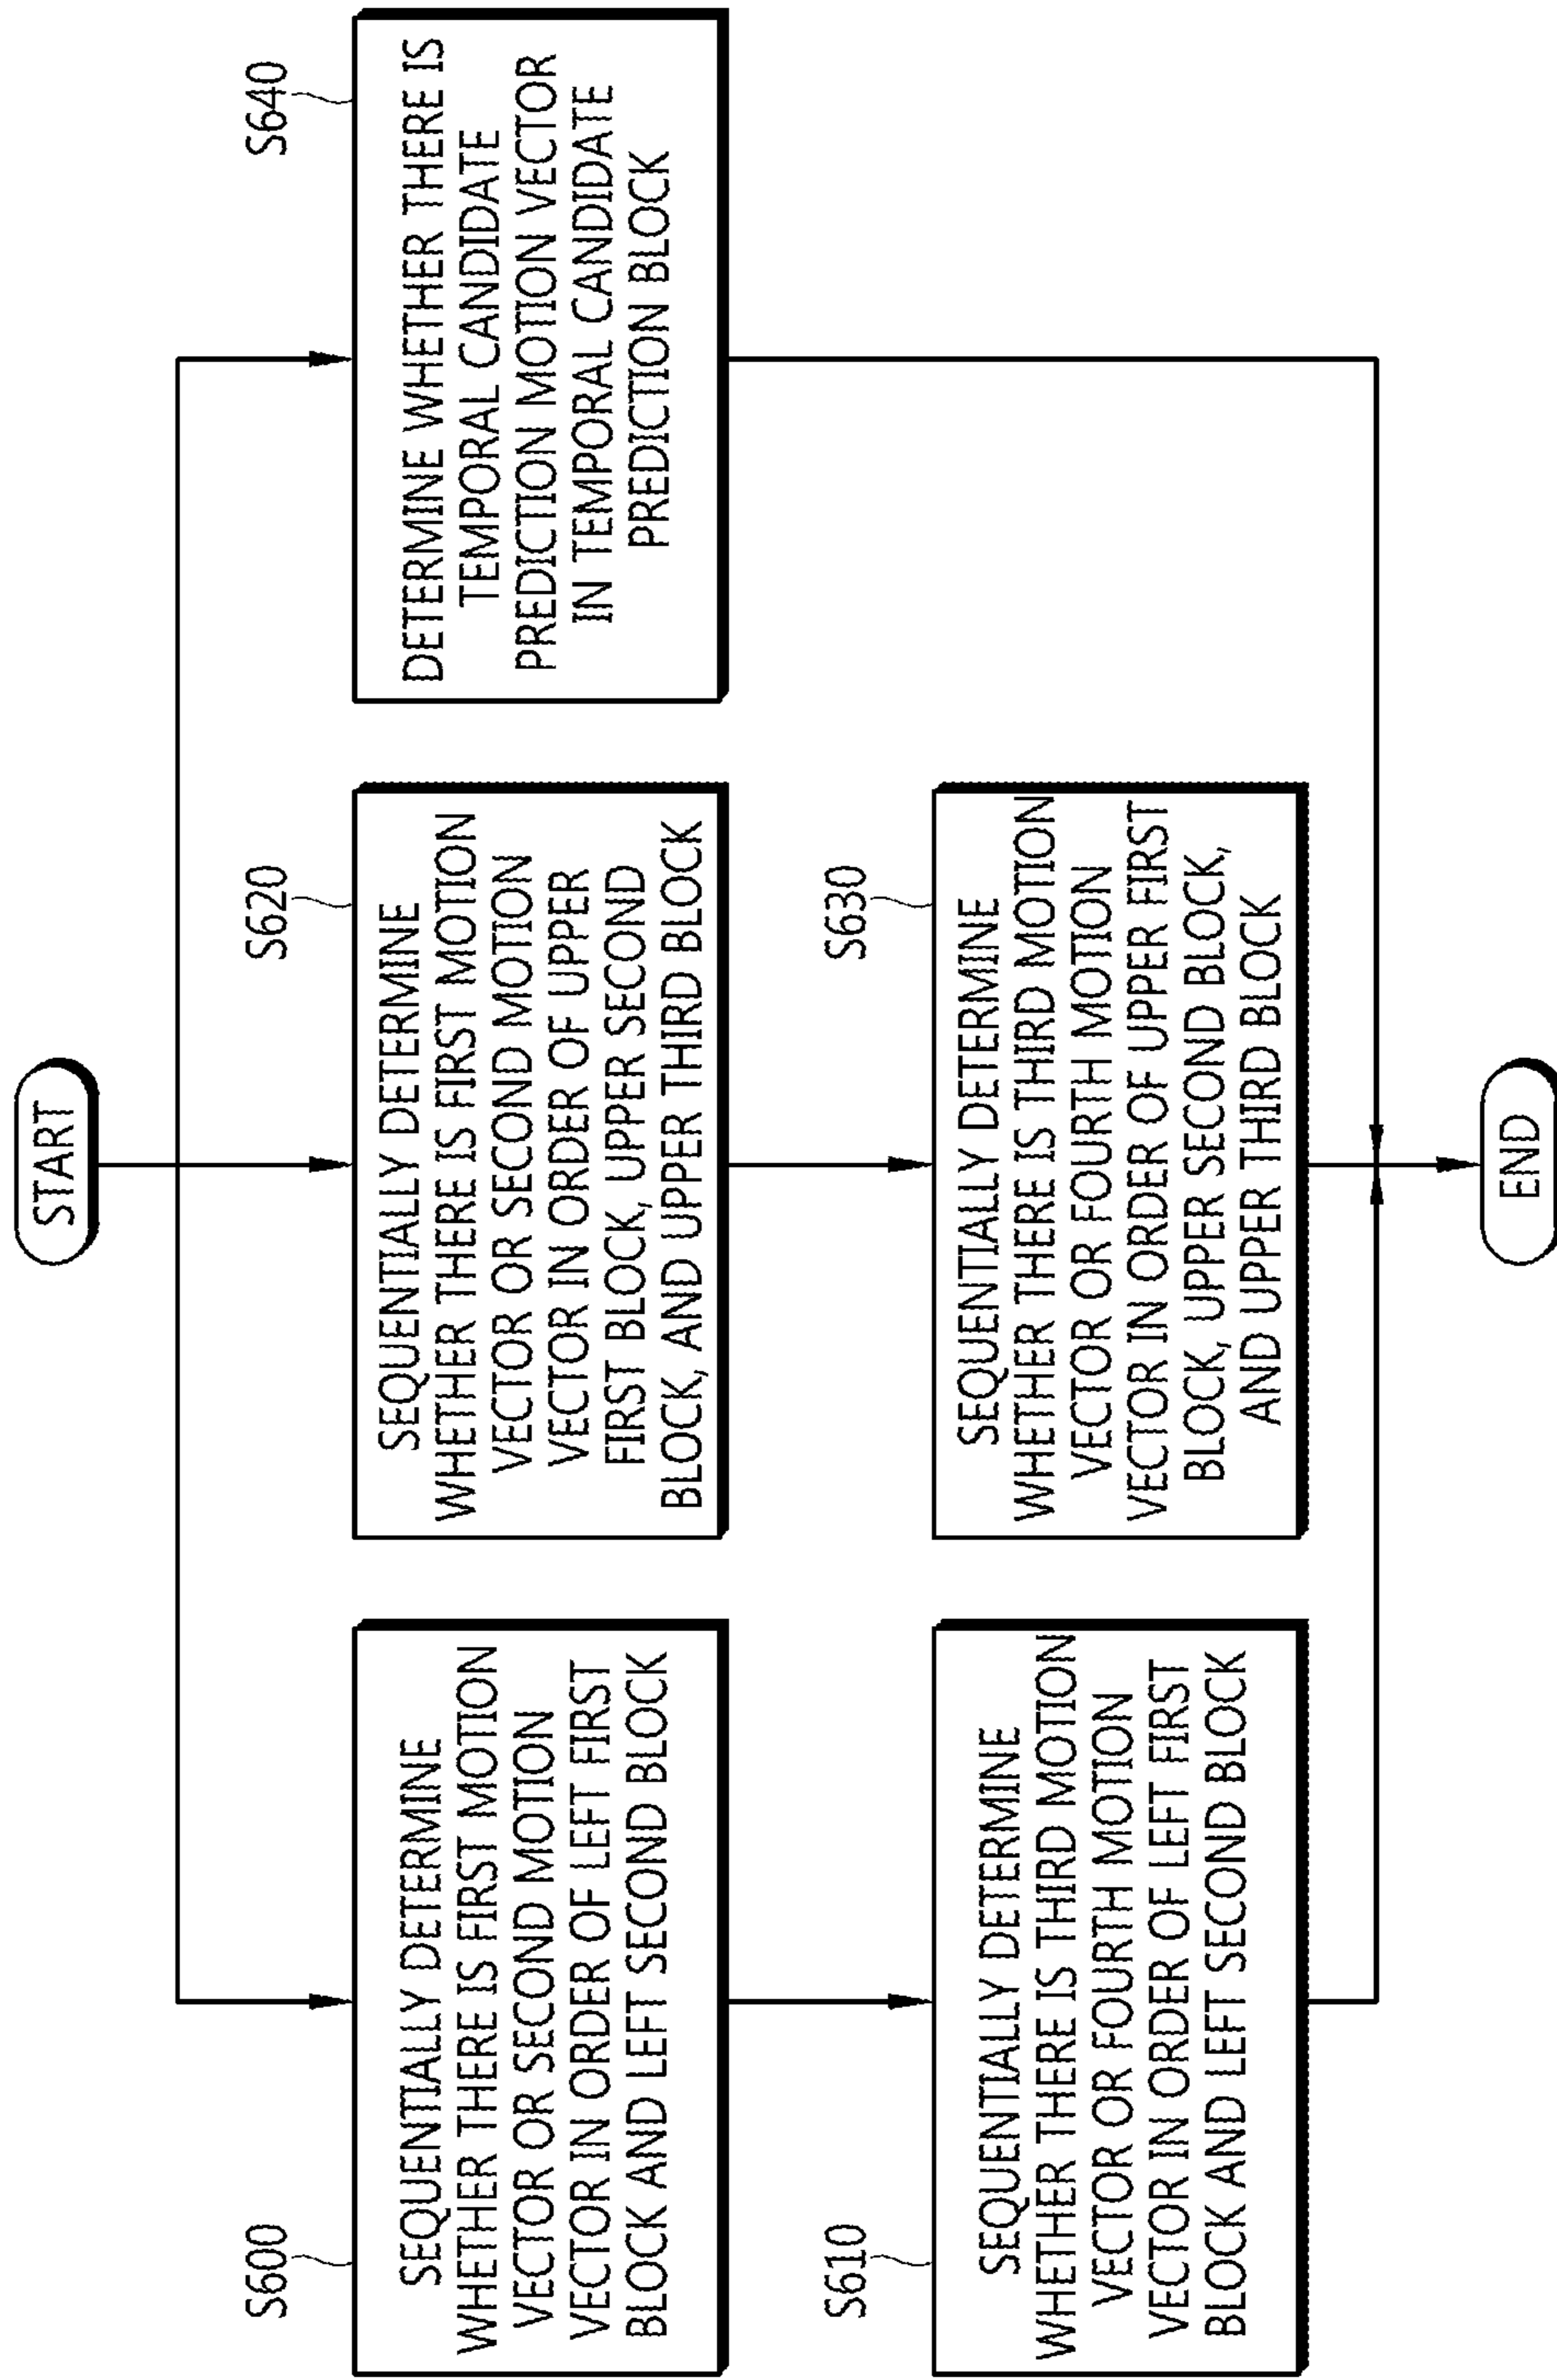 START
S600
SEQUENTIALLY DETERMINE
WHETHER THERE IS FIRST MOTION
VECTOR OR SECOND MOTION
VECTOR IN ORDER OF LEFT FIRST
BLOCK AND LEFT SECOND BLOCK
S620
SEQUENTIALLY DETERMINE
WHETHER THERE IS FIRST MOTION
VECTOR OR SECOND MOTION
VECTOR IN ORDER OF UPPER
FIRST BLOCK, UPPER SECOND
BLOCK, AND UPPER THIRD BLOCK
S640
DETERMINE WHETHER THERE IS
TEMPORAL CANDIDATE
PREDICTION MOTION VECTOR
IN TEMPORAL CANDIDATE
PREDICTION BLOCK
S610
SEQUENTIALLY DETERMINE
WHETHER THERE IS THIRD MOTION
VECTOR OR FOURTH MOTION
VECTOR IN ORDER OF LEFT FIRST
BLOCK AND LEFT SECOND BLOCK
S630
SEQUENTIALLY DETERMINE
WHETHER THERE IS THIRD MOTION
VECTOR OR FOURTH MOTION
VECTOR IN ORDER OF UPPER FIRST
BLOCK, UPPER SECOND BLOCK,
AND UPPER THIRD BLOCK
END